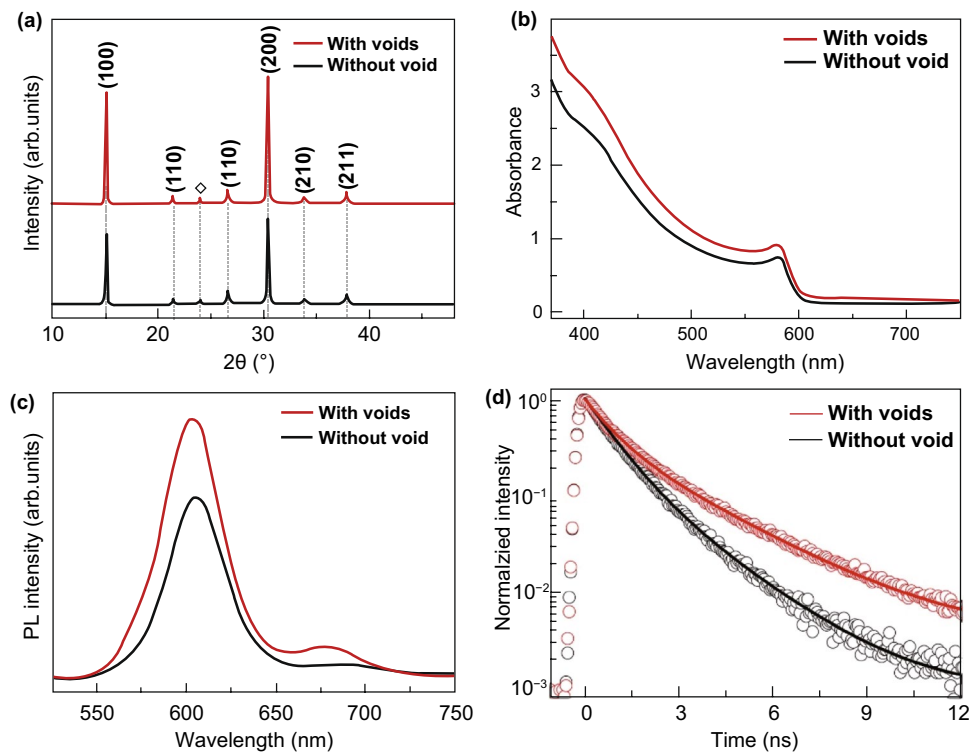 (a)
With voids
Without void
(100)
(110)
◇
(110)
(200)
(210)
(211)
Intensity (arb.units)
10 20 30 40
2θ (°)
(b)
With voids
Without void
3
2
1
0
Absorbance
400 500 600 700
Wavelength (nm)
(c)
With voids
Without void
PL intensity (arb.units)
550 600 650 700 750
Wavelength (nm)
(d)
With voids
Without void
10⁰
10⁻¹
10⁻²
10⁻³
Normalzied intensity
0 3 6 9 12
Time (ns)